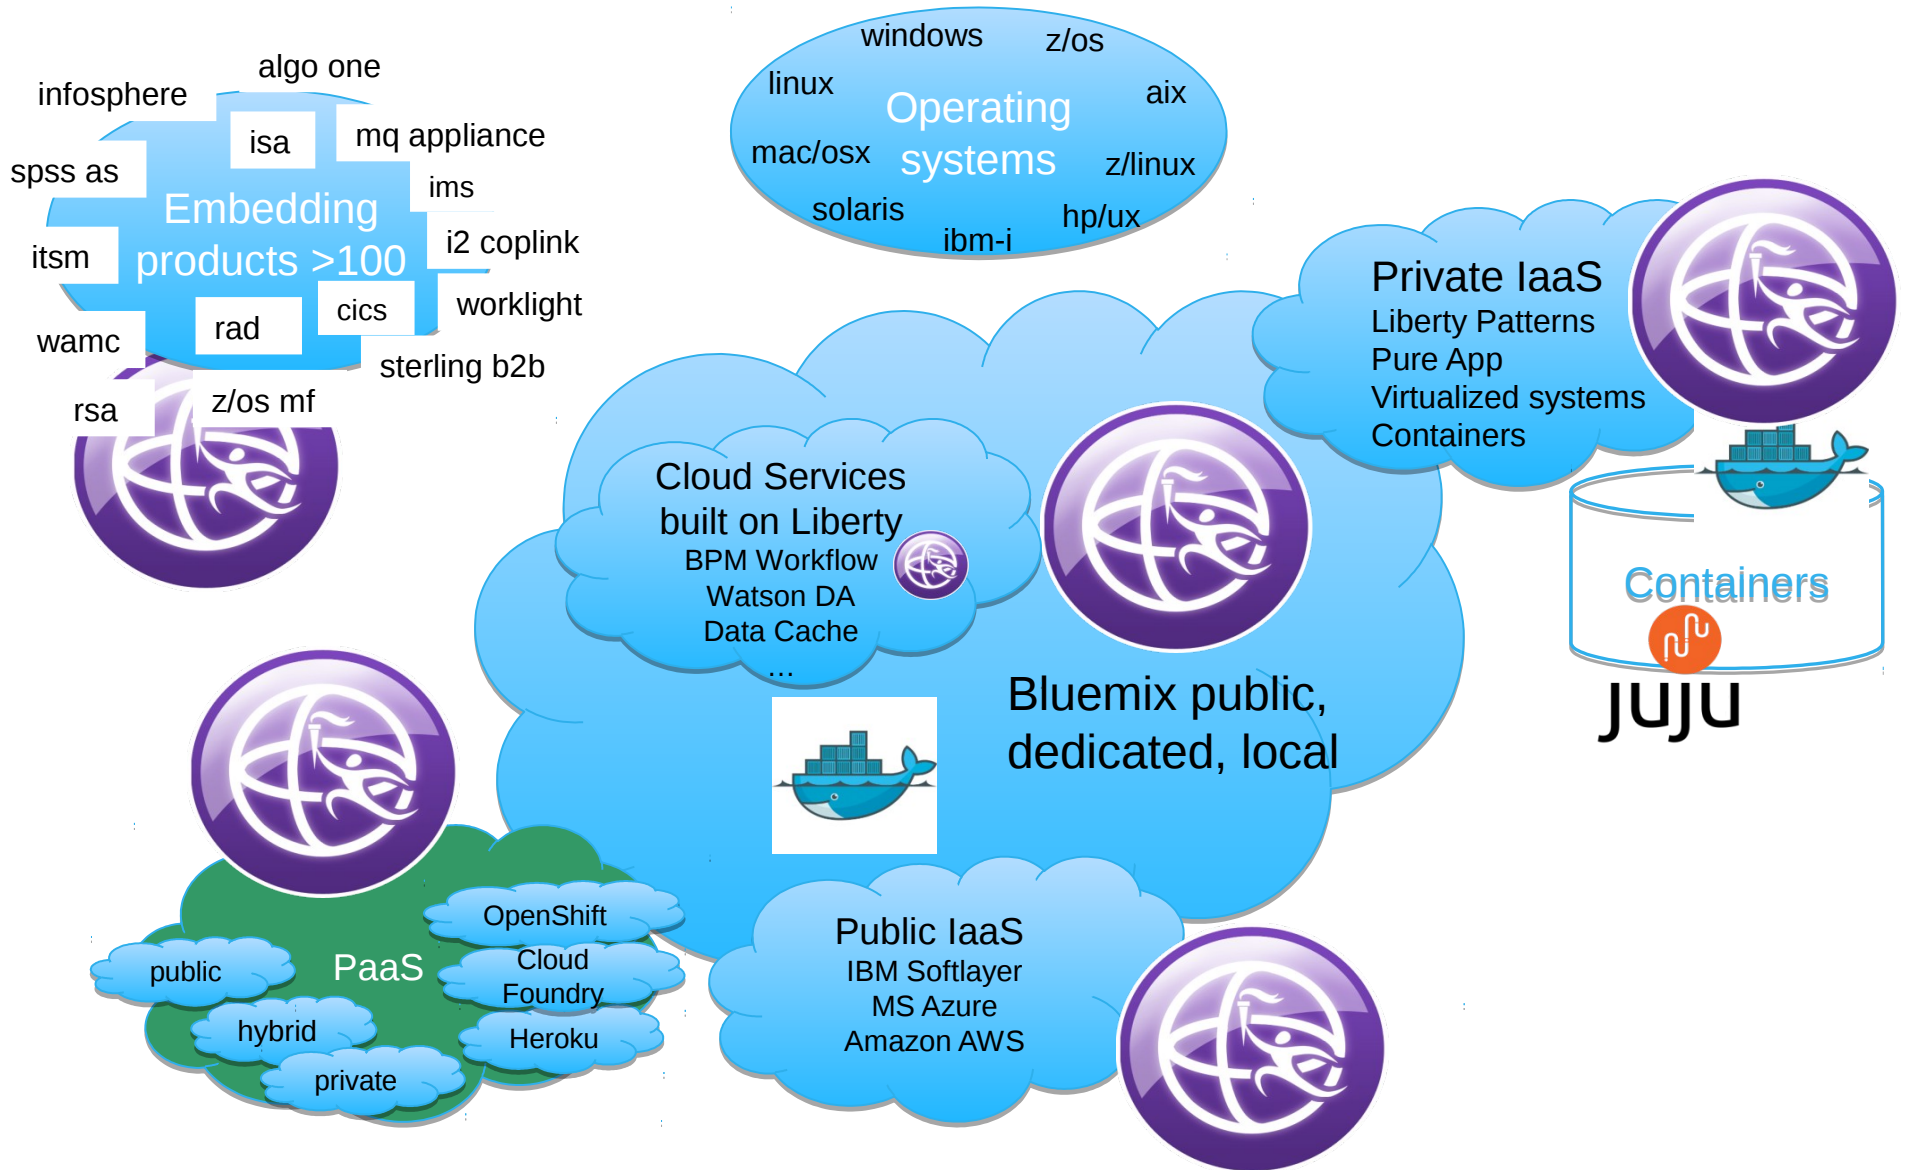 algo one
infosphere
isa
mq appliance
spss as
ims
Embedding
products >100
i2 coplink
itsm
cics
worklight
rad
wamc
sterling b2b
z/os mf
rsa
windows
z/os
linux
aix
Operating
systems
mac/osx
z/linux
solaris
hp/ux
ibm-i
Private IaaS
Liberty Patterns
Pure App
Virtualized systems
Containers
Cloud Services
built on Liberty
BPM Workflow
Watson DA
Data Cache
...
Containers
juju
Bluemix public,
dedicated, local
PaaS
OpenShift
Cloud
Foundry
Heroku
public
hybrid
private
Public IaaS
IBM Softlayer
MS Azure
Amazon AWS